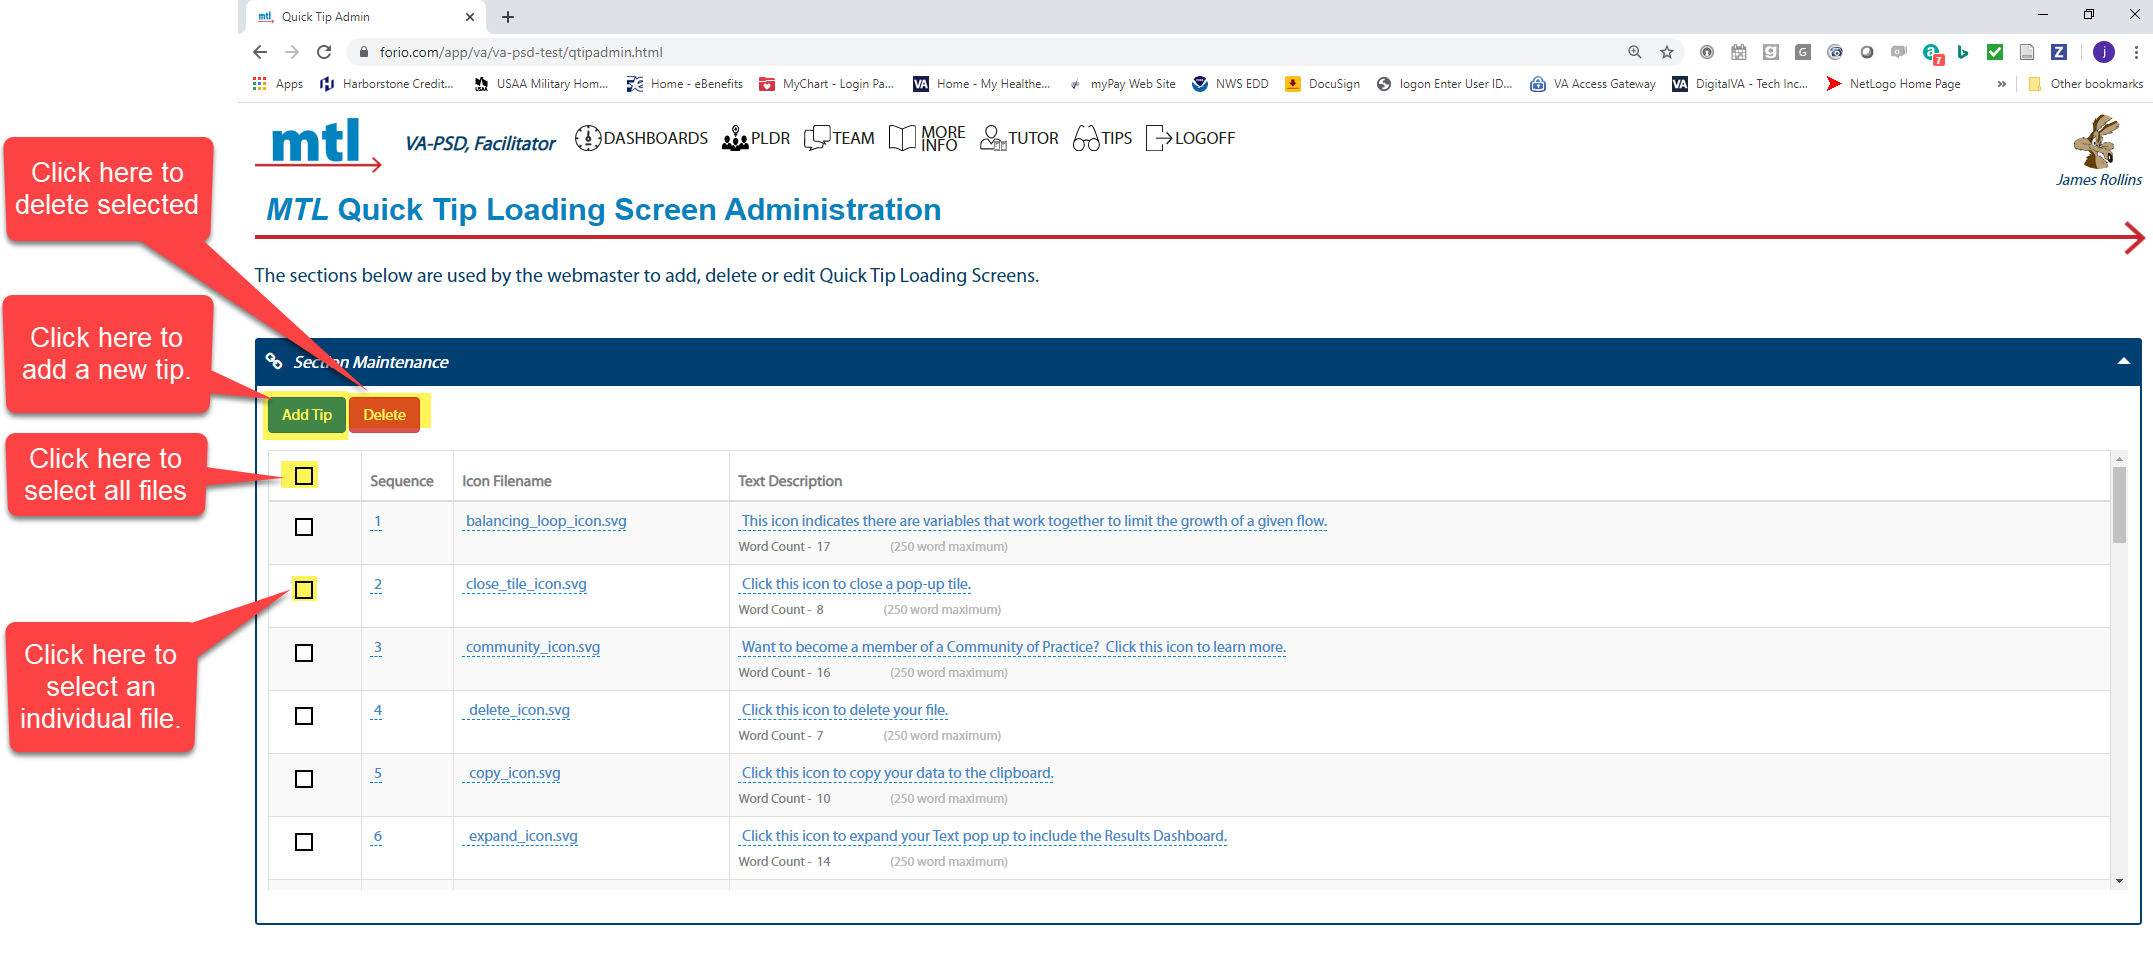 mtl Quick Tip Admin
forio.com/app/va/va-psd-test/qtipadmin.html
G
a
7
Z
j
Apps
Harborstone Credit...
USAA
USAA Military Hom...
Home - eBenefits
MyChart - Login Pa...
VA
Home - My Healthe...
myPay Web Site
NWS EDD
DocuSign
logon Enter User ID...
VA Access Gateway
VA
DigitalVA - Tech Inc...
NetLogo Home Page
»
Other bookmarks
mtl
VA-PSD, Facilitator
DASHBOARDS
PLDR
TEAM
MORE
INFO
TUTOR
TIPS
LOGOFF
James Rollins
Click here to
delete selected
MTL Quick Tip Loading Screen Administration
The sections below are used by the webmaster to add, delete or edit Quick Tip Loading Screens.
Click here to
add a new tip.
Section Maintenance
Add Tip
Delete
Click here to
select all files
Sequence
Icon Filename
Text Description
1
balancing_loop_icon.svg
This icon indicates there are variables that work together to limit the growth of a given flow.
Word Count - 17 (250 word maximum)
2
close_tile_icon.svg
Click this icon to close a pop-up tile.
Word Count - 8 (250 word maximum)
Click here to
select an
individual file.
3
community_icon.svg
Want to become a member of a Community of Practice? Click this icon to learn more.
Word Count - 16 (250 word maximum)
4
delete_icon.svg
Click this icon to delete your file.
Word Count - 7 (250 word maximum)
5
copy_icon.svg
Click this icon to copy your data to the clipboard.
Word Count - 10 (250 word maximum)
6
expand_icon.svg
Click this icon to expand your Text pop up to include the Results Dashboard.
Word Count - 14 (250 word maximum)